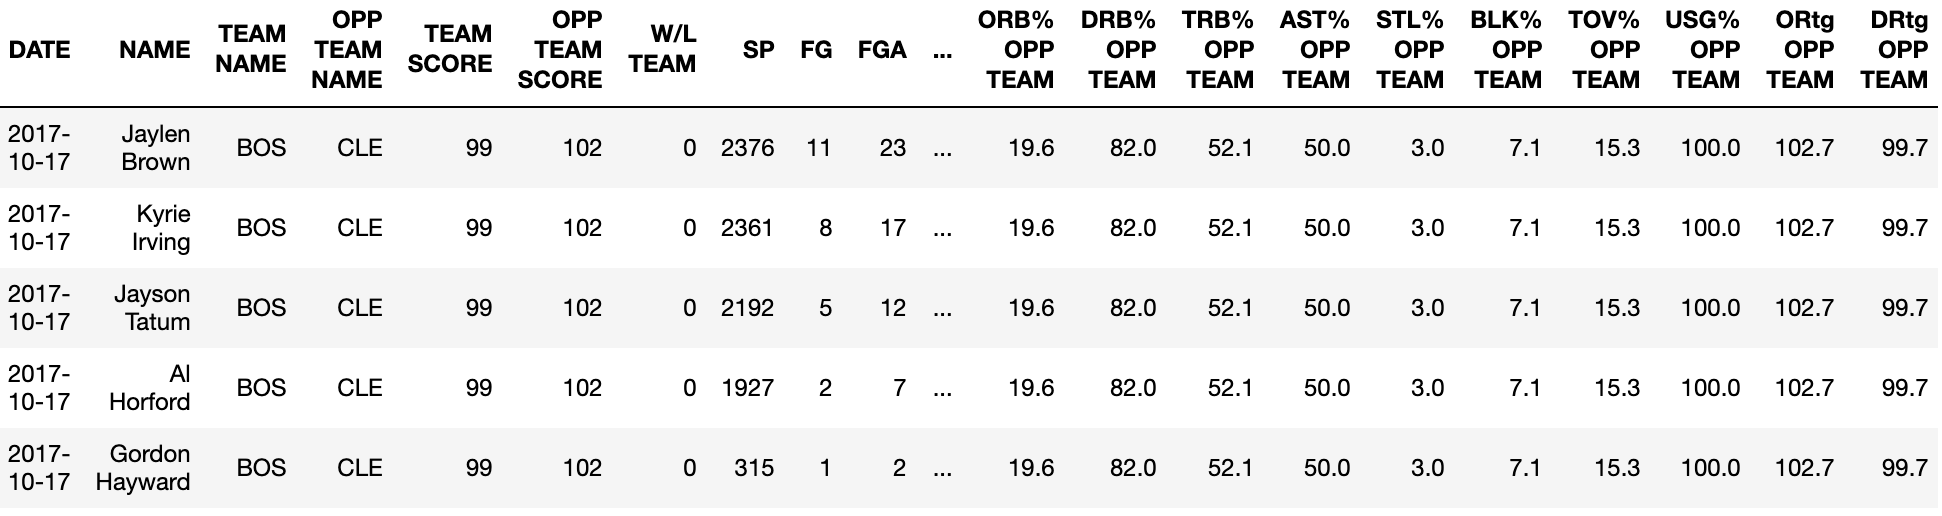 DATE NAME TEAM NAME OPP TEAM NAME TEAM SCORE OPP TEAM SCORE W/L TEAM SP FG FGA ... ORB% OPP TEAM DRB% OPP TEAM TRB% OPP TEAM AST% OPP TEAM STL% OPP TEAM BLK% OPP TEAM TOV% OPP TEAM USG% OPP TEAM ORtg OPP TEAM DRtg OPP TEAM
2017-10-17 Jaylen Brown BOS CLE 99 102 0 2376 11 23 ... 19.6 82.0 52.1 50.0 3.0 7.1 15.3 100.0 102.7 99.7
2017-10-17 Kyrie Irving BOS CLE 99 102 0 2361 8 17 ... 19.6 82.0 52.1 50.0 3.0 7.1 15.3 100.0 102.7 99.7
2017-10-17 Jayson Tatum BOS CLE 99 102 0 2192 5 12 ... 19.6 82.0 52.1 50.0 3.0 7.1 15.3 100.0 102.7 99.7
2017-10-17 Al Horford BOS CLE 99 102 0 1927 2 7 ... 19.6 82.0 52.1 50.0 3.0 7.1 15.3 100.0 102.7 99.7
2017-10-17 Gordon Hayward BOS CLE 99 102 0 315 1 2 ... 19.6 82.0 52.1 50.0 3.0 7.1 15.3 100.0 102.7 99.7